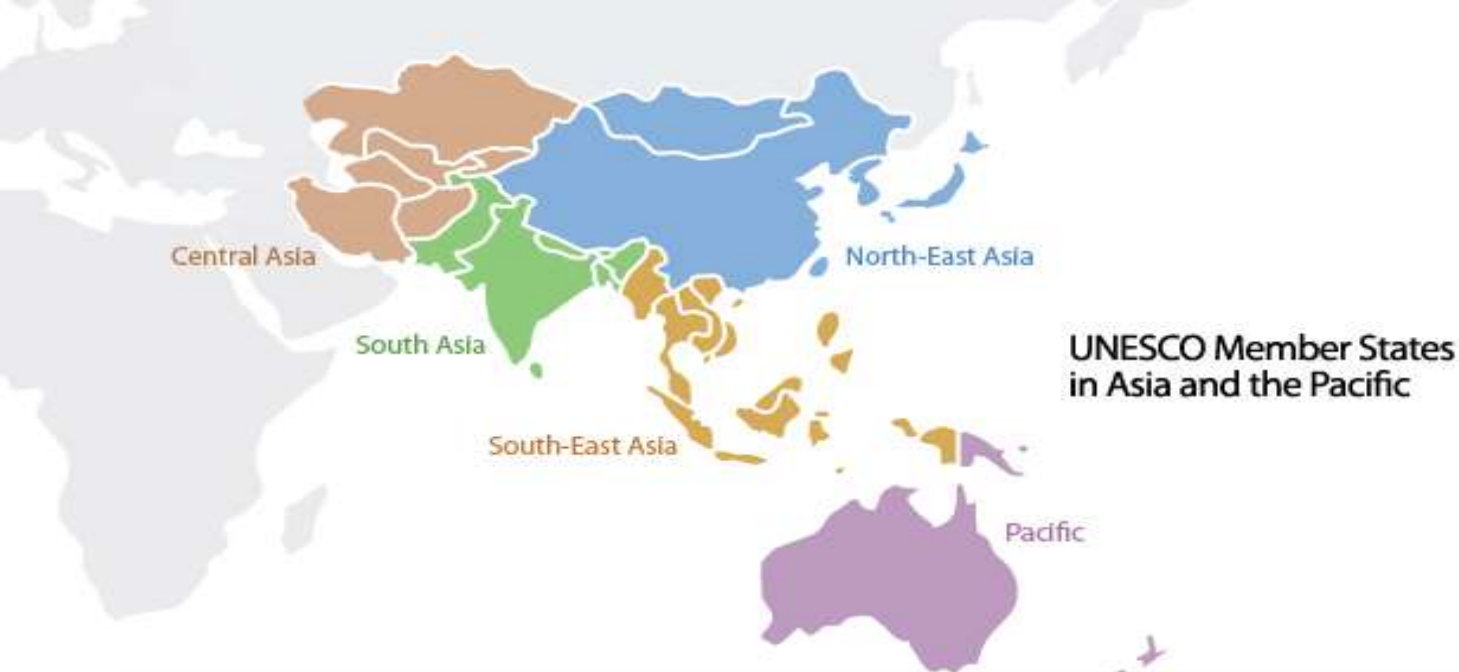 Central Asia
North-East Asia
South Asia
UNESCO Member States
in Asia and the Pacific
South-East Asia
Pacific